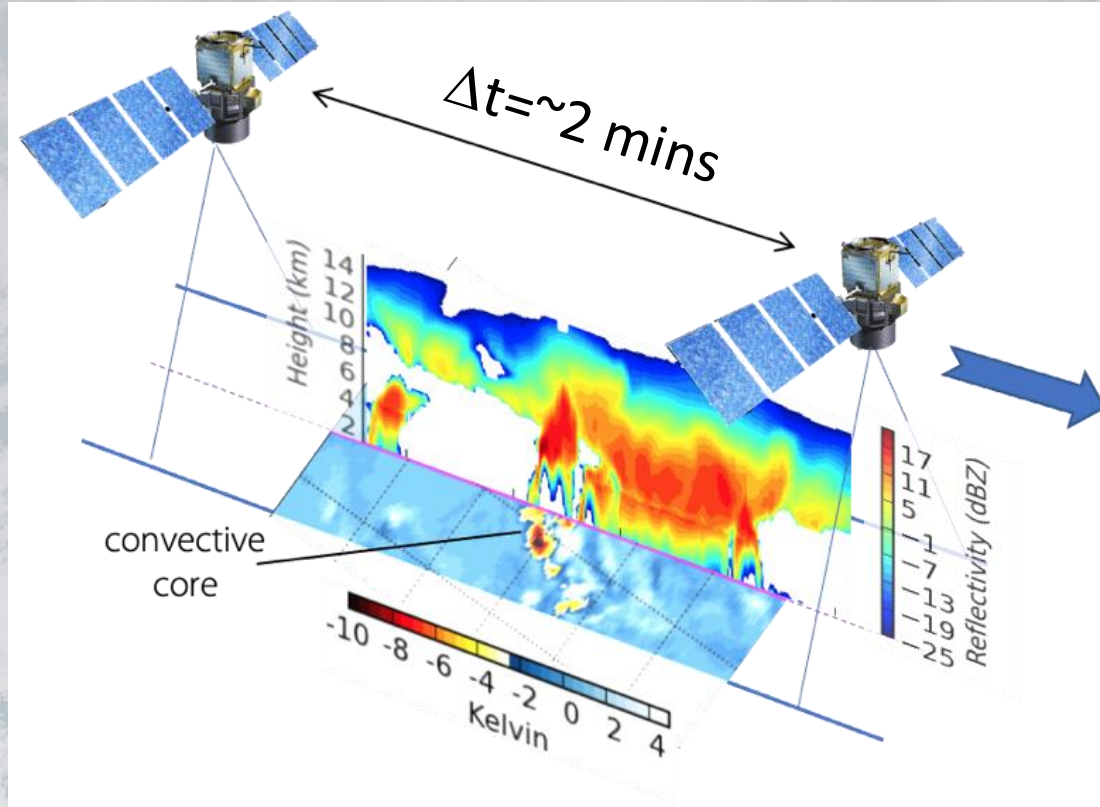 Δt=~2 mins
Height (km)
14
12
10
8
6
4
2
17
11
5
−1
−7
−13
−19
−25
Reflectivity (dBZ)
convective
core
-10 -8 -6 -4 -2 0 2 4
Kelvin